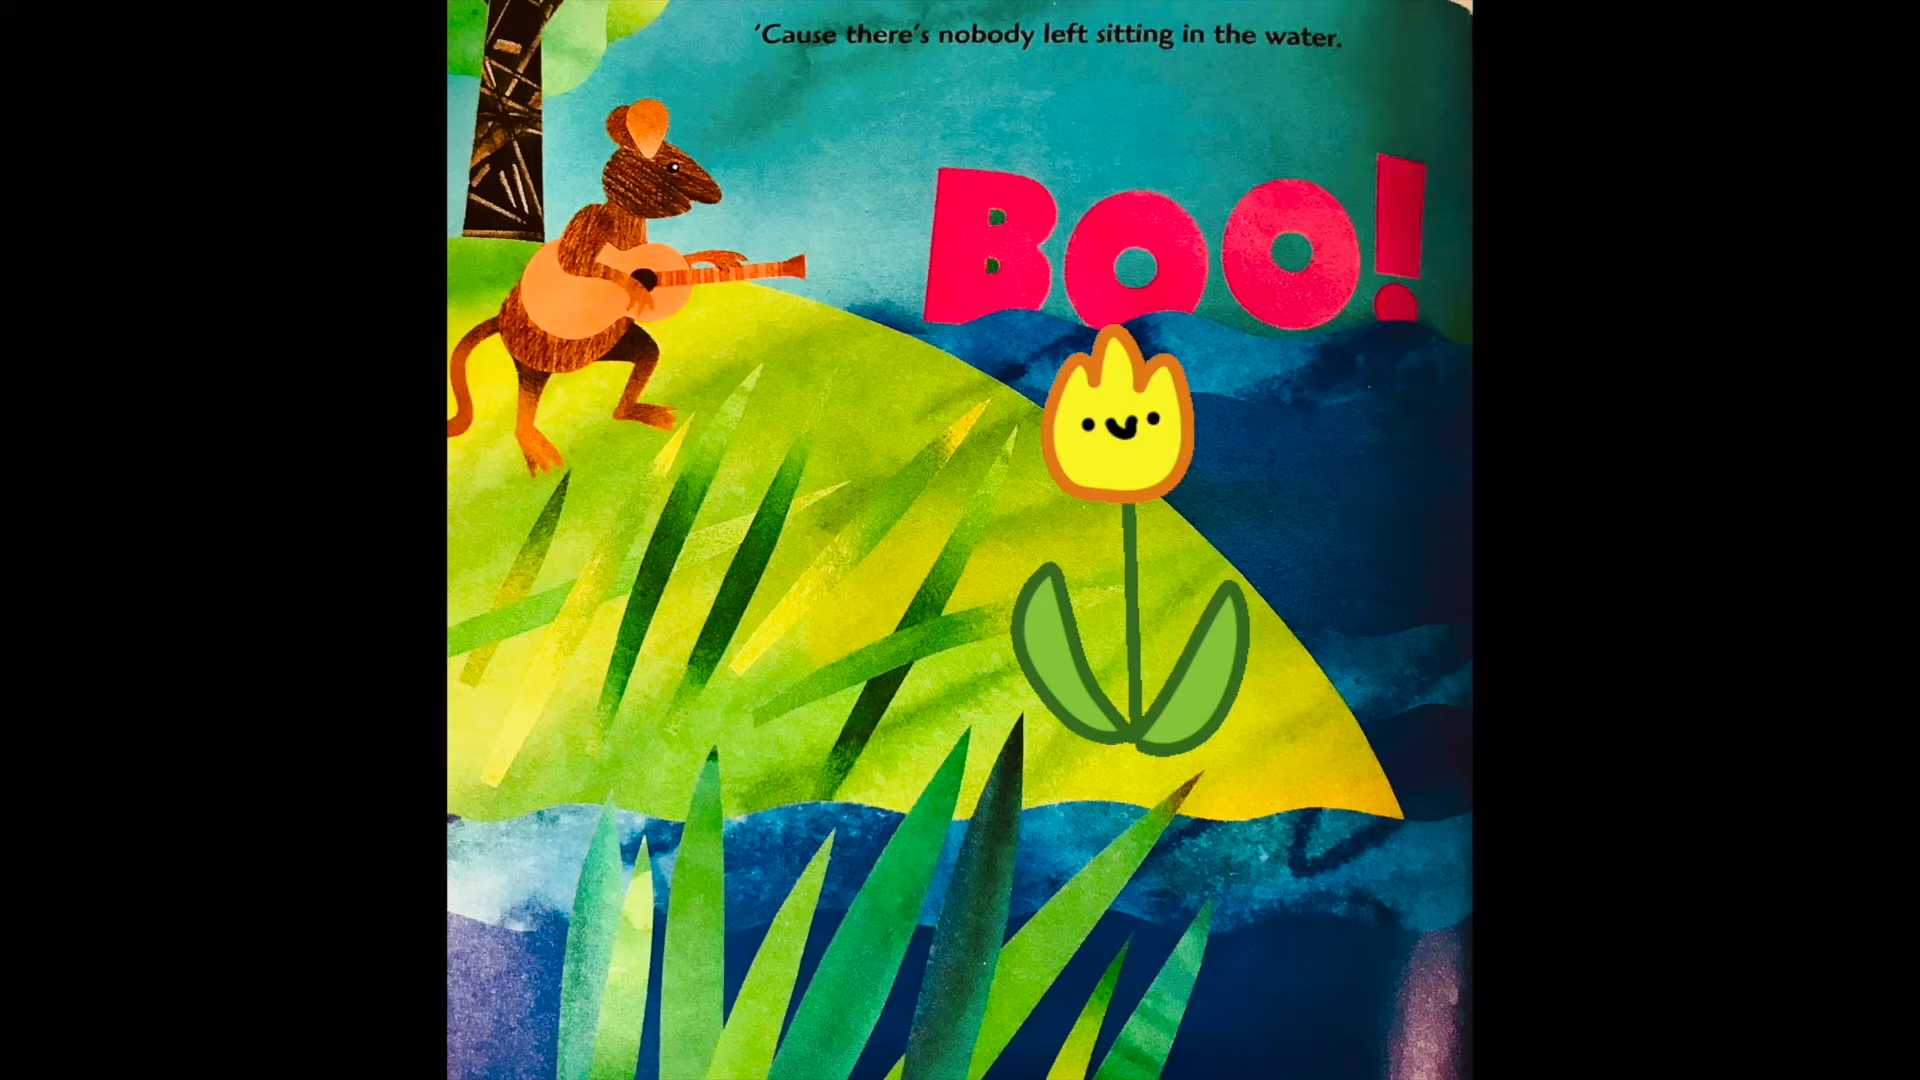 ’Cause there’s nobody left sitting in the water.
BOO!